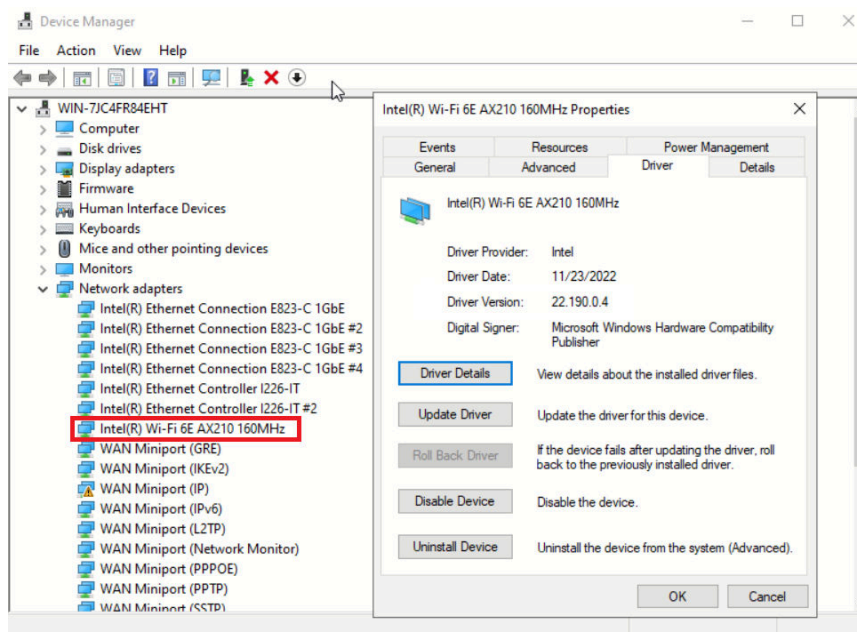 Device Manager
File Action View Help
WIN-7JC4FR84EHT
Computer
Disk drives
Display adapters
Firmware
Human Interface Devices
Keyboards
Mice and other pointing devices
Monitors
Network adapters
Intel(R) Ethernet Connection E823-C 1GbE
Intel(R) Ethernet Connection E823-C 1GbE #2
Intel(R) Ethernet Connection E823-C 1GbE #3
Intel(R) Ethernet Connection E823-C 1GbE #4
Intel(R) Ethernet Controller I226-IT
Intel(R) Ethernet Controller I226-IT #2
Intel(R) Wi-Fi 6E AX210 160MHz
WAN Miniport (GRE)
WAN Miniport (IKEv2)
WAN Miniport (IP)
WAN Miniport (IPv6)
WAN Miniport (L2TP)
WAN Miniport (Network Monitor)
WAN Miniport (PPPOE)
WAN Miniport (PPTP)
WAN Miniport (SSTP)
Intel(R) Wi-Fi 6E AX210 160MHz Properties
Events Resources Power Management
General Advanced Driver Details
Intel(R) Wi-Fi 6E AX210 160MHz
Driver Provider: Intel
Driver Date: 11/23/2022
Driver Version: 22.190.0.4
Digital Signer: Microsoft Windows Hardware Compatibility
Publisher
Driver Details View details about the installed driver files.
Update Driver Update the driver for this device.
Roll Back Driver If the device fails after updating the driver, roll
back to the previously installed driver.
Disable Device Disable the device.
Uninstall Device Uninstall the device from the system (Advanced).
OK Cancel